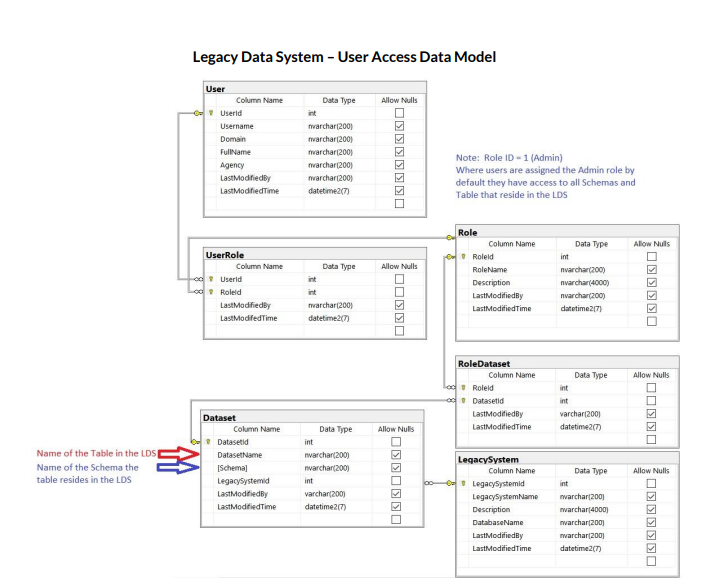 Legacy Data System – User Access Data Model
User
Column Name Data Type Allow Nulls
UserId int
Username nvarchar(200)
Domain nvarchar(200)
FullName nvarchar(200)
Agency nvarchar(200)
LastModifiedBy nvarchar(200)
LastModifiedTime datetime2(7)
Note: Role ID = 1 (Admin)
Where users are assigned the Admin role by
default they have access to all Schemas and
Table that reside in the LDS
Role
Column Name Data Type Allow Nulls
RoleId int
RoleName nvarchar(200)
Description nvarchar(4000)
LastModifiedBy nvarchar(200)
LastModifiedTime datetime2(7)
UserRole
Column Name Data Type Allow Nulls
UserId int
RoleId int
LastModifiedBy nvarchar(200)
LastModifedTime datetime2(7)
RoleDataset
Column Name Data Type Allow Nulls
RoleId int
DatasetId int
LastModifiedBy varchar(200)
LastModifiedTime datetime2(7)
Dataset
Column Name Data Type Allow Nulls
DatasetId int
DatasetName nvarchar(200)
[Schema] nvarchar(200)
LegacySystemId int
LastModifiedBy varchar(200)
LastModifiedTime datetime2(7)
Name of the Table in the LDS
Name of the Schema the
table resides in the LDS
LegacySystem
Column Name Data Type Allow Nulls
LegacySystemId int
LegacySystemName nvarchar(200)
Description nvarchar(4000)
DatabaseName nvarchar(200)
LastModifiedBy nvarchar(200)
LastModifiedTime datetime2(7)